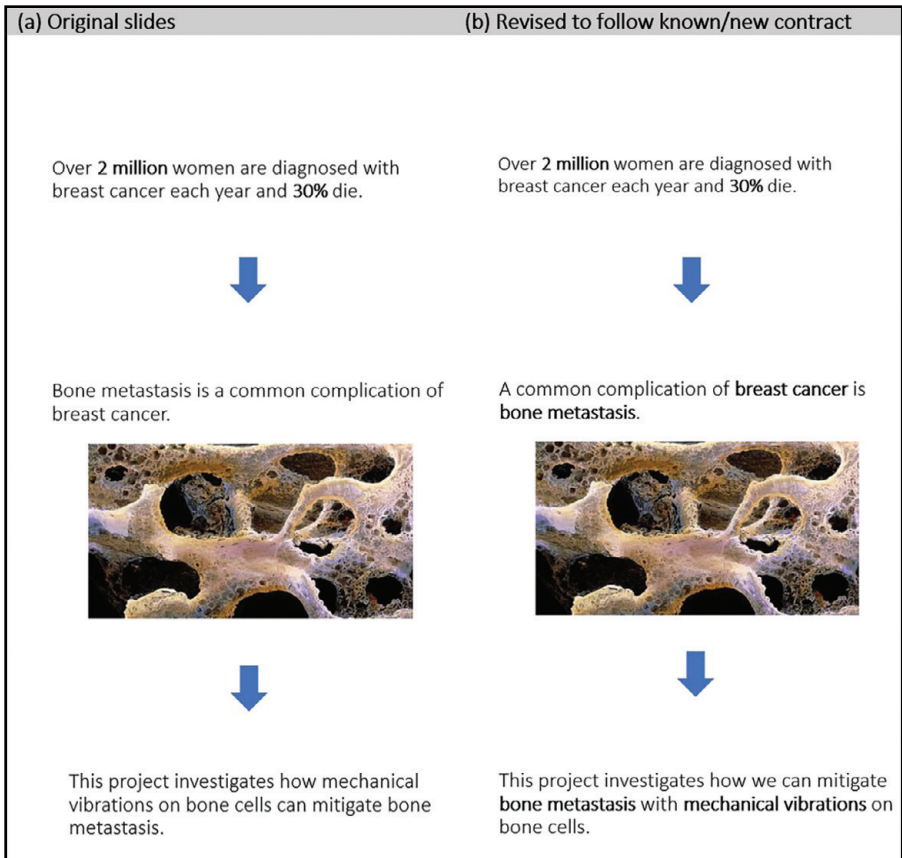 (a) Original slides
Over 2 million women are diagnosed with
breast cancer each year and 30% die.
Bone metastasis is a common complication of
breast cancer.
This project investigates how mechanical
vibrations on bone cells can mitigate bone
metastasis.
(b) Revised to follow known/new contract
Over 2 million women are diagnosed with
breast cancer each year and 30% die.
A common complication of breast cancer is
bone metastasis.
This project investigates how we can mitigate
bone metastasis with mechanical vibrations on
bone cells.